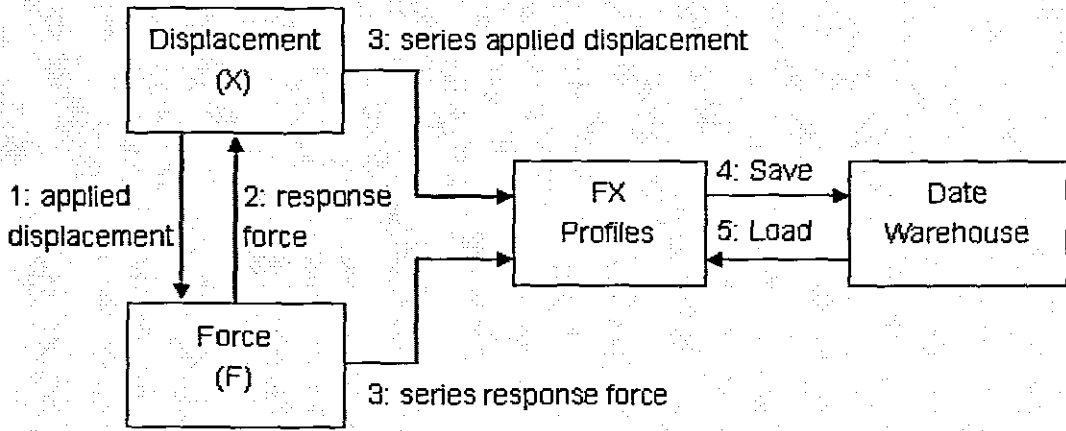 Displacement
(X)
3: series applied displacement
1: applied
displacement
2: response
force
FX
Profiles
4: Save
5: Load
Date
Warehouse
Force
(F)
3: series response force